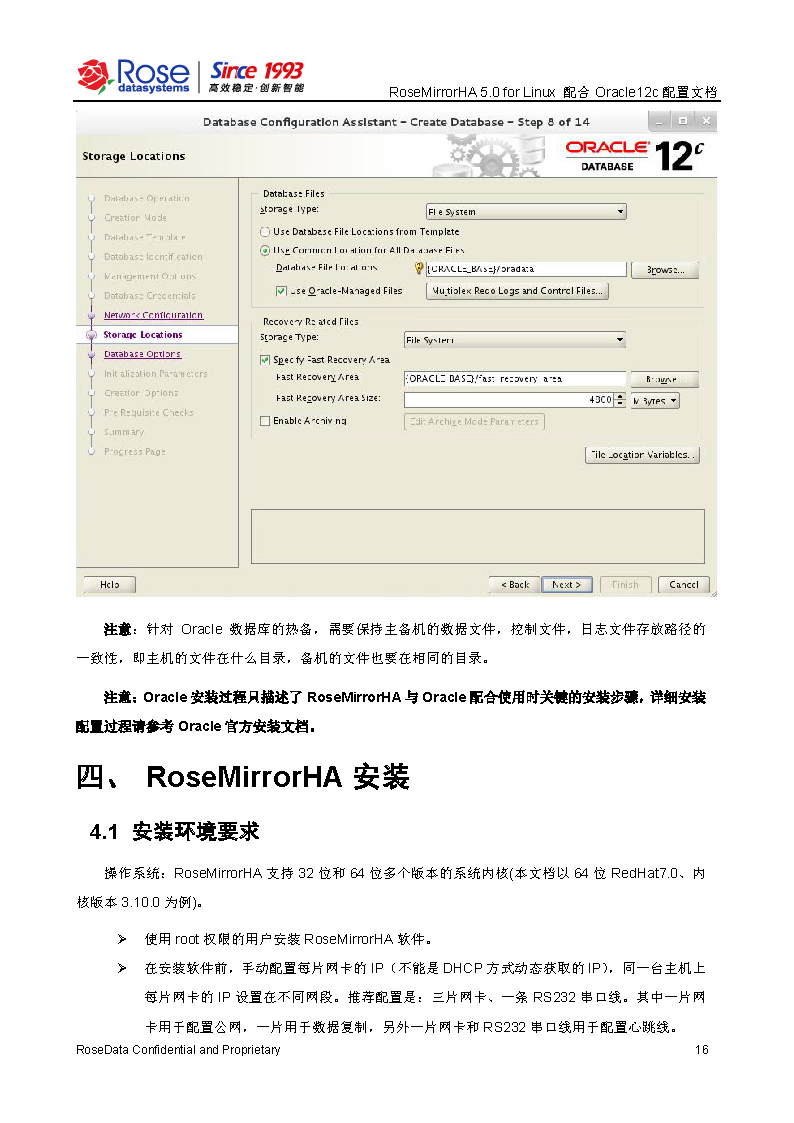 Rose
datasystems
Since 1993
高效稳定·创新智能
RoseMirrorHA 5.0 for Linux 配合 Oracle12c 配置文档
Database Configuration Assistant - Create Database - Step 8 of 14
Storage Locations
ORACLE
DATABASE
12c
Database Operation
Creation Mode
Database Template
Database Identification
Management Options
Database Credentials
Network Configuration
Storage Locations
Database Options
Initialization Parameters
Creation Options
Pre Requisite Checks
Summary
Progress Page
Database Files
Storage Type: File System
Use Database File Locations from Template
Use Common Location for All Database Files
Database File Locations: {ORACLE_BASE}/oradata Browse...
Use Oracle-Managed Files Multiplex Redo Logs and Control Files...
Recovery Related Files
Storage Type: File System
Specify Fast Recovery Area
Fast Recovery Area: {ORACLE_BASE}/fast_recovery_area Browse...
Fast Recovery Area Size: 4800 M Bytes
Enable Archiving Edit Archive Mode Parameters
File Location Variables...
Help < Back Next > Finish Cancel
注意：针对 Oracle 数据库的热备，需要保持主备机的数据文件，控制文件，日志文件存放路径的
一致性，即主机的文件在什么目录，备机的文件也要在相同的目录。
注意：Oracle 安装过程只描述了 RoseMirrorHA 与 Oracle 配合使用时关键的安装步骤，详细安装
配置过程请参考 Oracle 官方安装文档。
四、 RoseMirrorHA 安装
4.1 安装环境要求
操作系统：RoseMirrorHA 支持 32 位和 64 位多个版本的系统内核(本文档以 64 位 RedHat7.0、内
核版本 3.10.0 为例)。
➢ 使用 root 权限的用户安装 RoseMirrorHA 软件。
➢ 在安装软件前，手动配置每片网卡的 IP（不能是 DHCP 方式动态获取的 IP），同一台主机上
每片网卡的 IP 设置在不同网段。推荐配置是：三片网卡、一条 RS232 串口线。其中一片网
卡用于配置公网，一片用于数据复制，另外一片网卡和 RS232 串口线用于配置心跳线。
RoseData Confidential and Proprietary 16